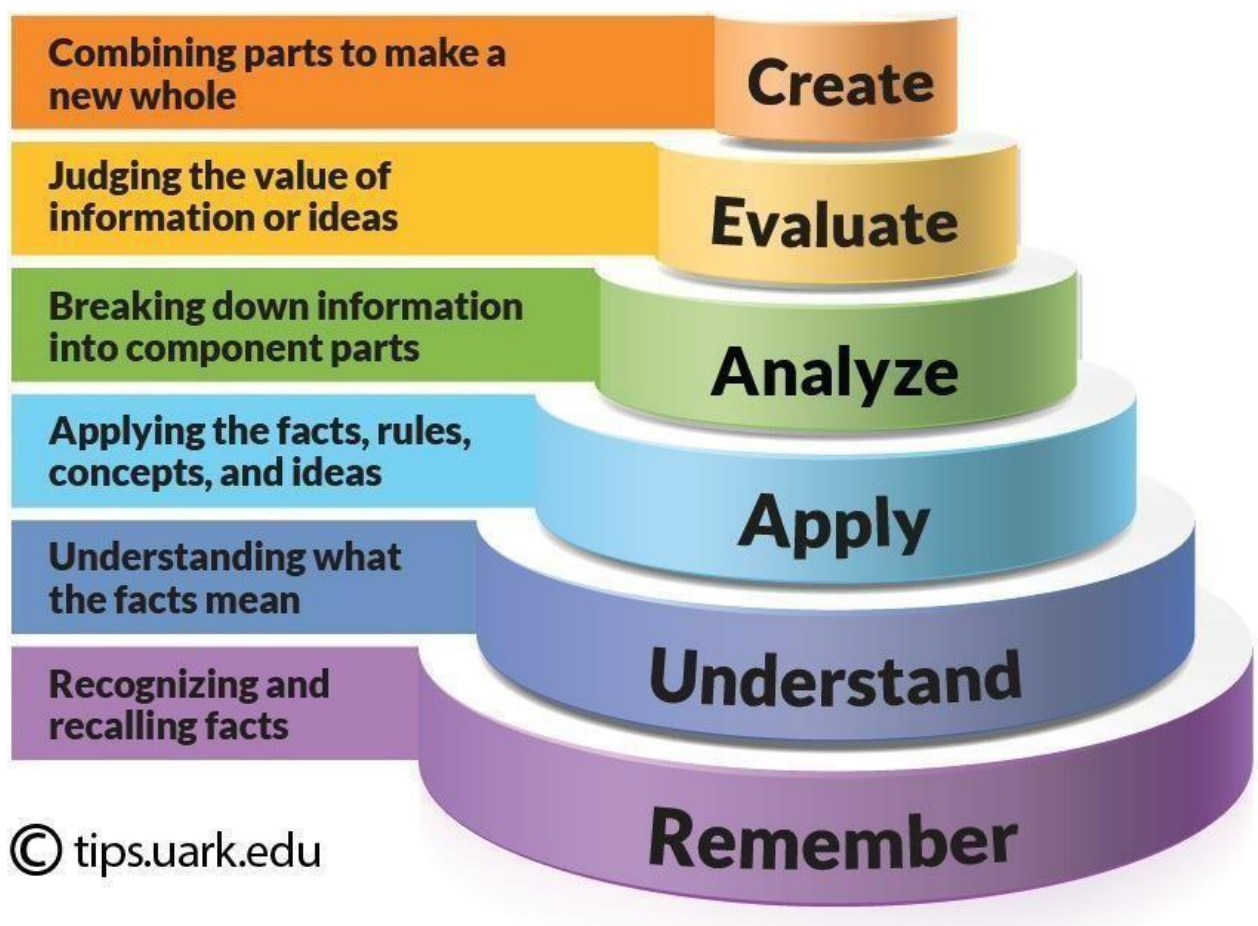 Combining parts to make a
new whole
Create
Judging the value of
information or ideas
Evaluate
Breaking down information
into component parts
Analyze
Applying the facts, rules,
concepts, and ideas
Apply
Understanding what
the facts mean
Understand
Recognizing and
recalling facts
Remember
© tips.uark.edu